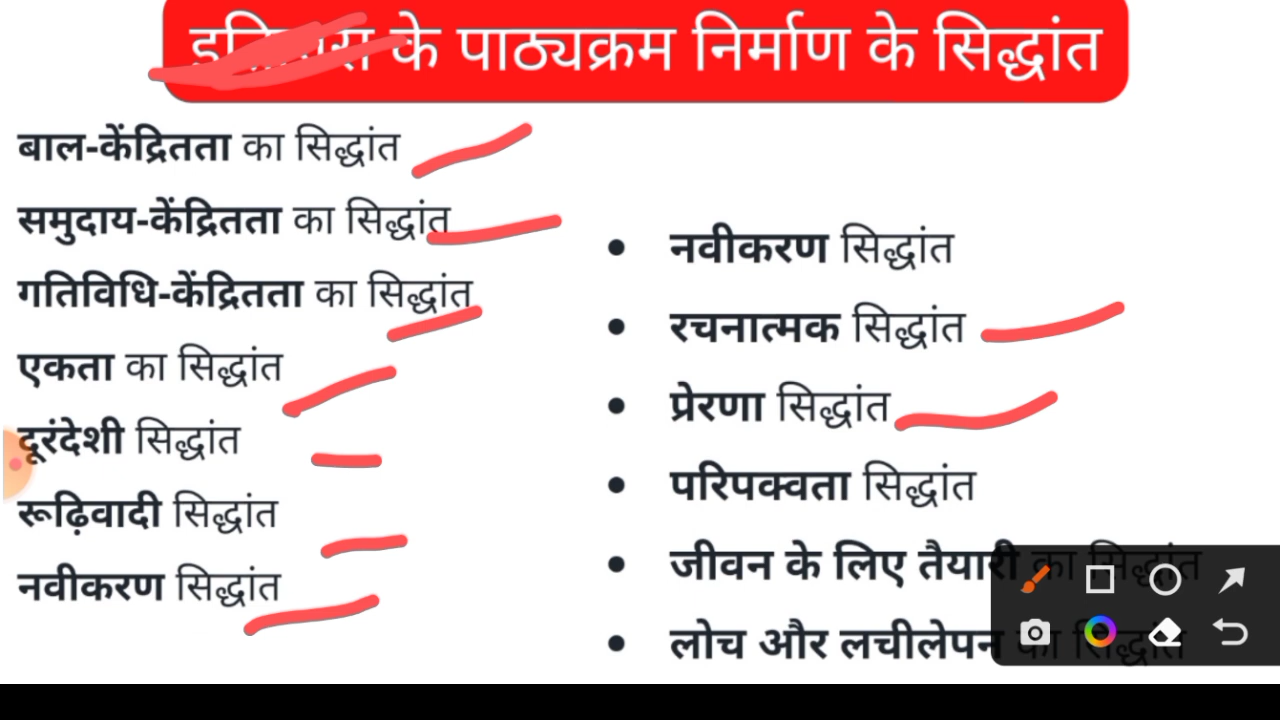 के पाठ्यक्रम निर्माण के सिद्धांत
बाल-केंद्रितता का सिद्धांत
समुदाय-केंद्रितता का सिद्धांत
गतिविधि-केंद्रितता का सिद्धांत
एकता का सिद्धांत
दूरंदेशी सिद्धांत
रूढ़िवादी सिद्धांत
नवीकरण सिद्धांत
नवीकरण सिद्धांत
रचनात्मक सिद्धांत
प्रेरणा सिद्धांत
परिपक्वता सिद्धांत
जीवन के लिए तैयारी का सिद्धांत
लोच और लचीलेपन का सिद्धांत